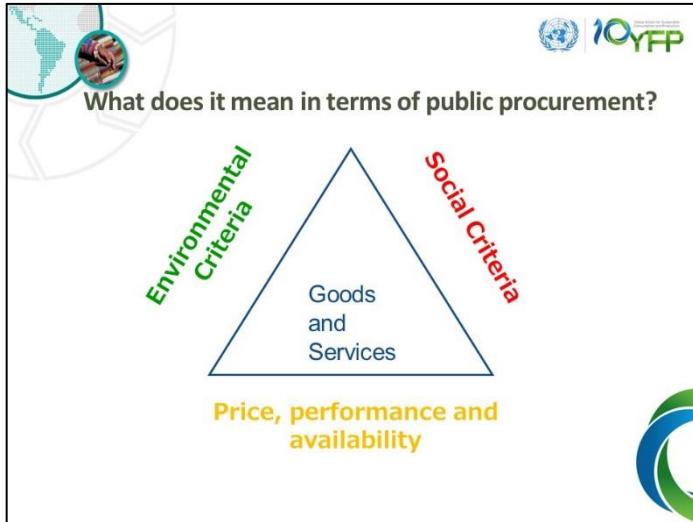 10YFP
What does it mean in terms of public procurement?
Environmental
Criteria
Social Criteria
Goods
and
Services
Price, performance and
availability